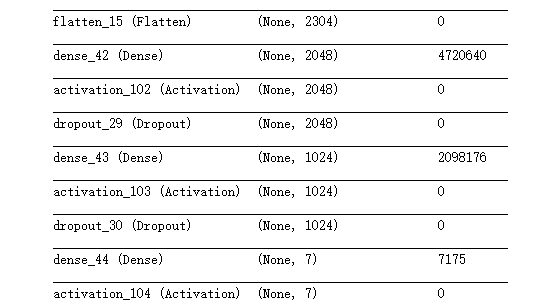 flatten_15 (Flatten) (None, 2304) 0
dense_42 (Dense) (None, 2048) 4720640
activation_102 (Activation) (None, 2048) 0
dropout_29 (Dropout) (None, 2048) 0
dense_43 (Dense) (None, 1024) 2098176
activation_103 (Activation) (None, 1024) 0
dropout_30 (Dropout) (None, 1024) 0
dense_44 (Dense) (None, 7) 7175
activation_104 (Activation) (None, 7) 0